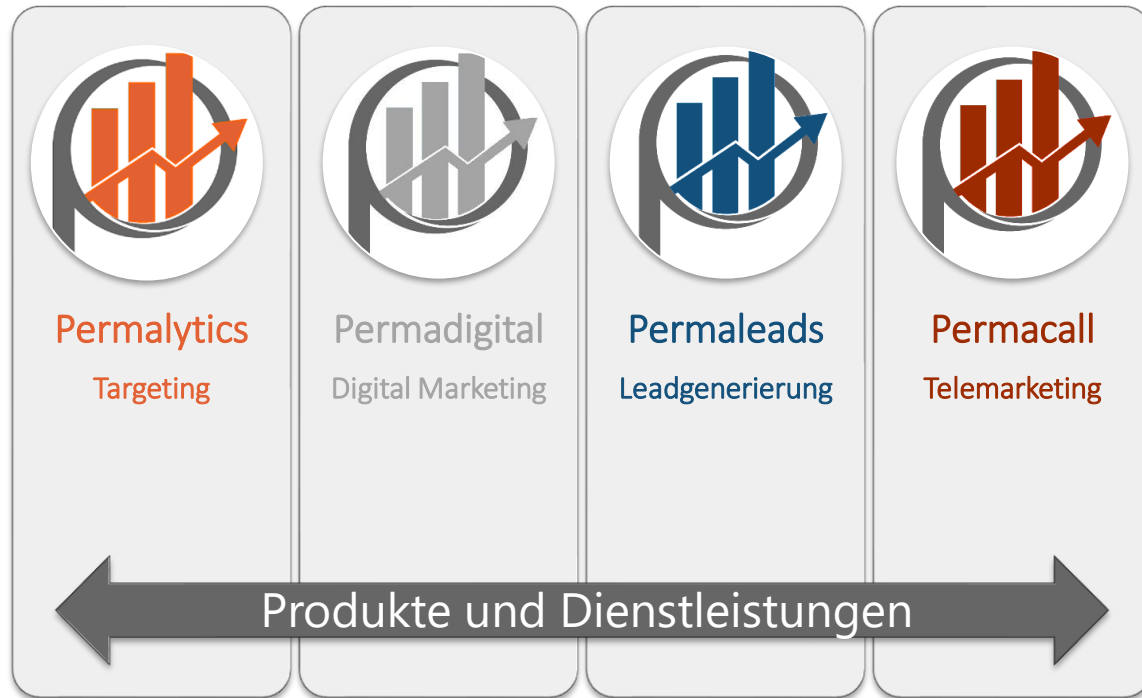 Permalytics
Targeting
Permadigital
Digital Marketing
Permaleads
Leadgenerierung
Permacall
Telemarketing
Produkte und Dienstleistungen